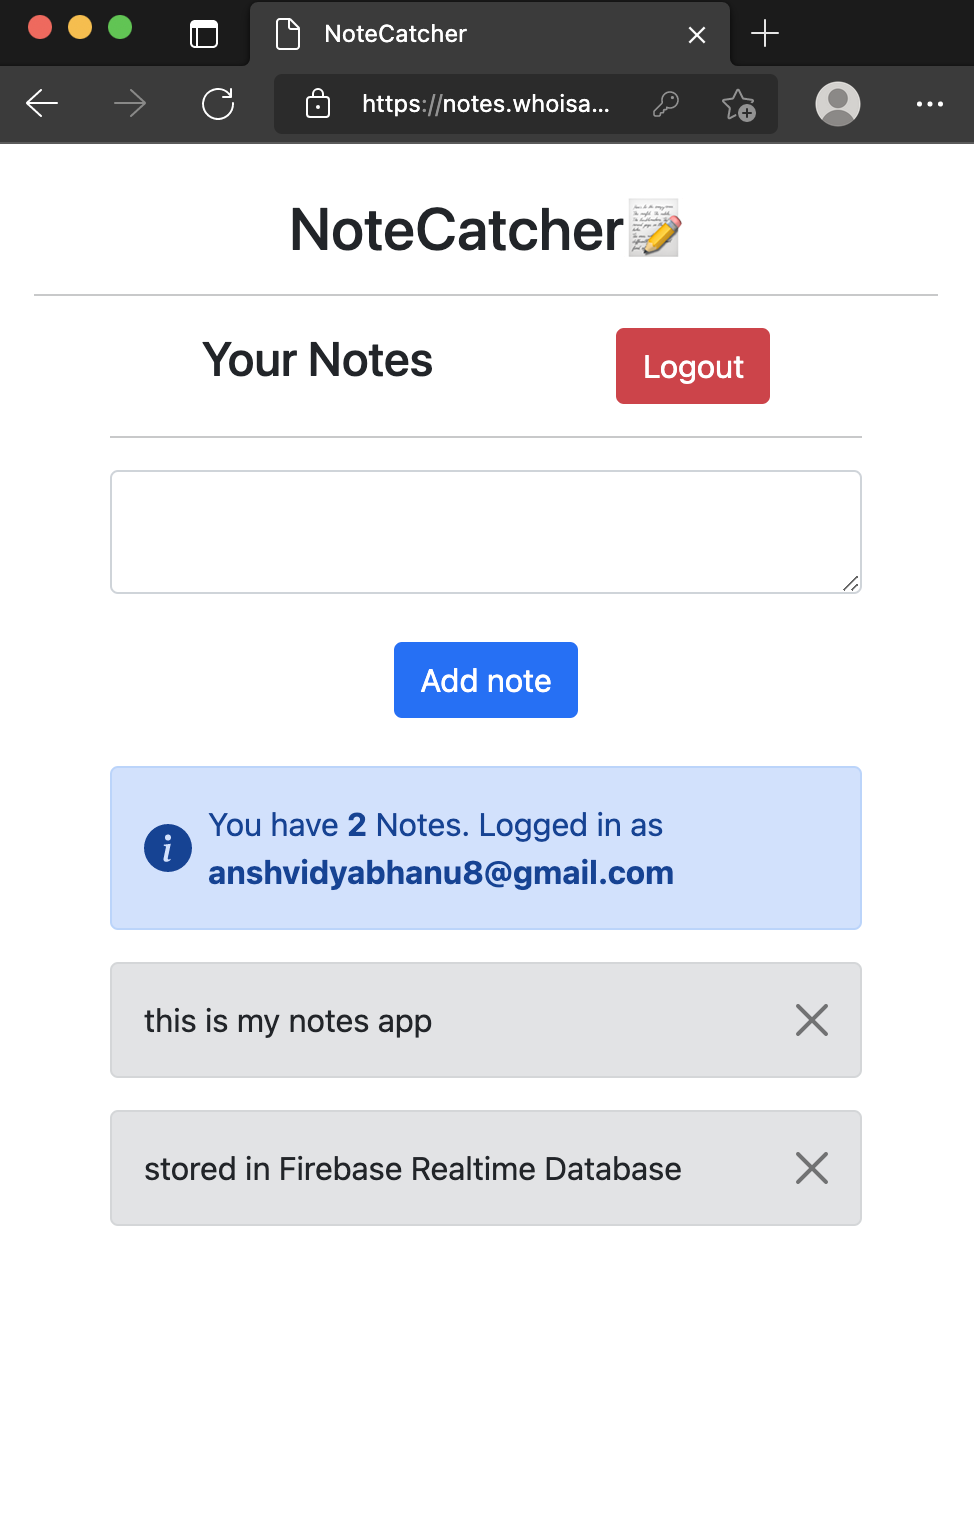 NoteCatcher
https://notes.whoisa...
NoteCatcher
Your Notes
Logout
Add note
You have 2 Notes. Logged in as
anshvidyabhanu8@gmail.com
this is my notes app
stored in Firebase Realtime Database